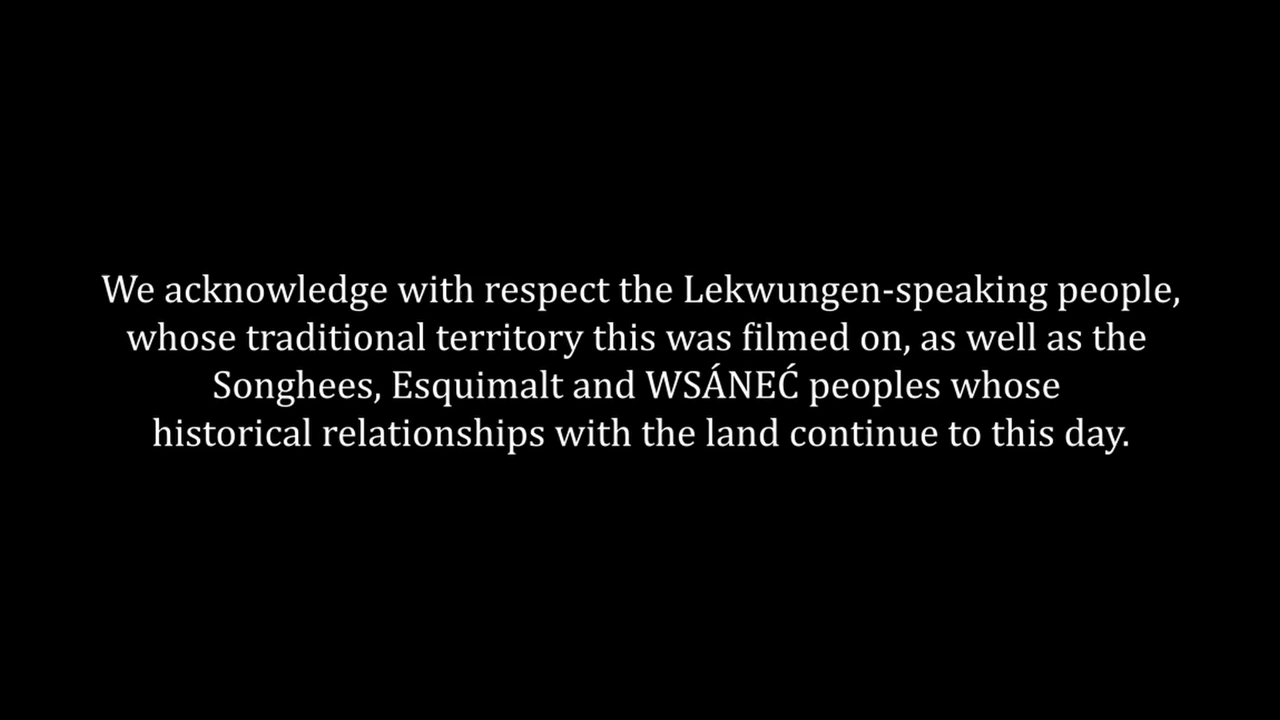 We acknowledge with respect the Lekwungen-speaking people,
whose traditional territory this was filmed on, as well as the
Songhees, Esquimalt and WSÁNEĆ peoples whose
historical relationships with the land continue to this day.